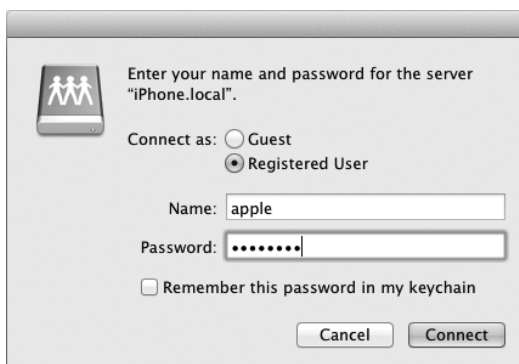 Enter your name and password for the server
“iPhone.local”.
Connect as: Guest
Registered User
Name: apple
Password: ••••••••
Remember this password in my keychain
Cancel Connect